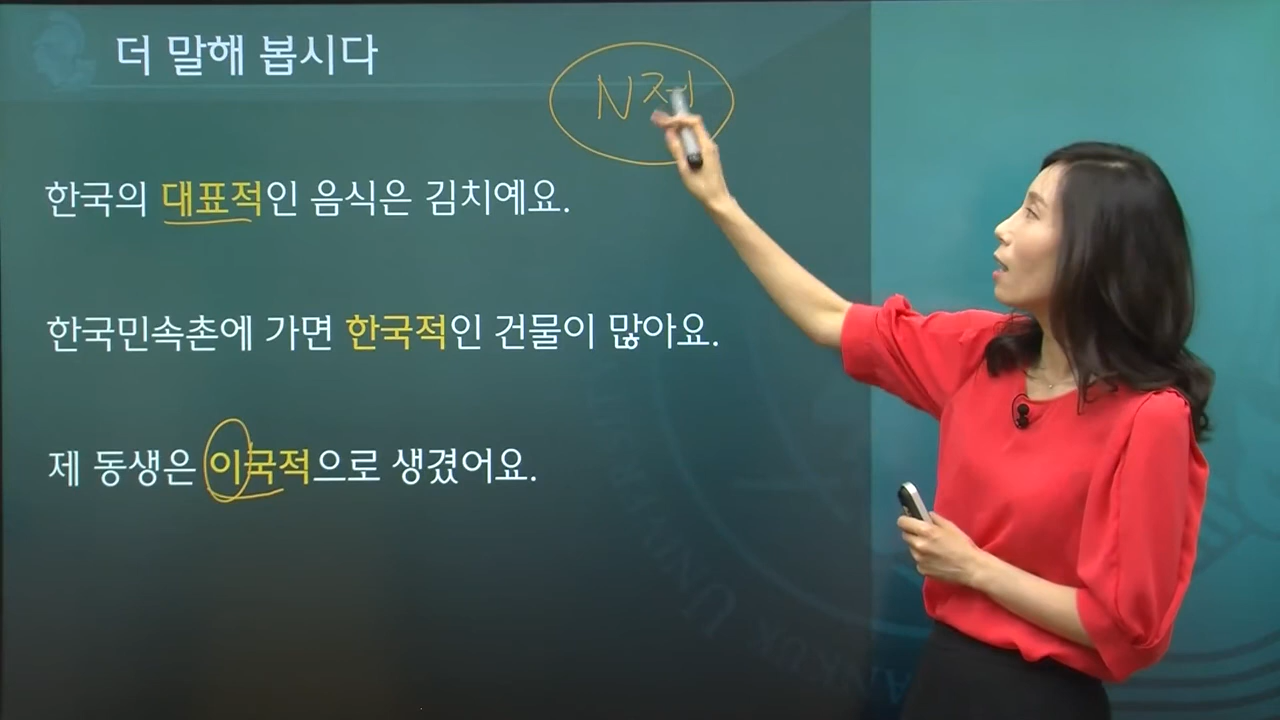 더 말해 봅시다
N적
한국의 대표적인 음식은 김치예요.
한국민속촌에 가면 한국적인 건물이 많아요.
제 동생은 이국적으로 생겼어요.